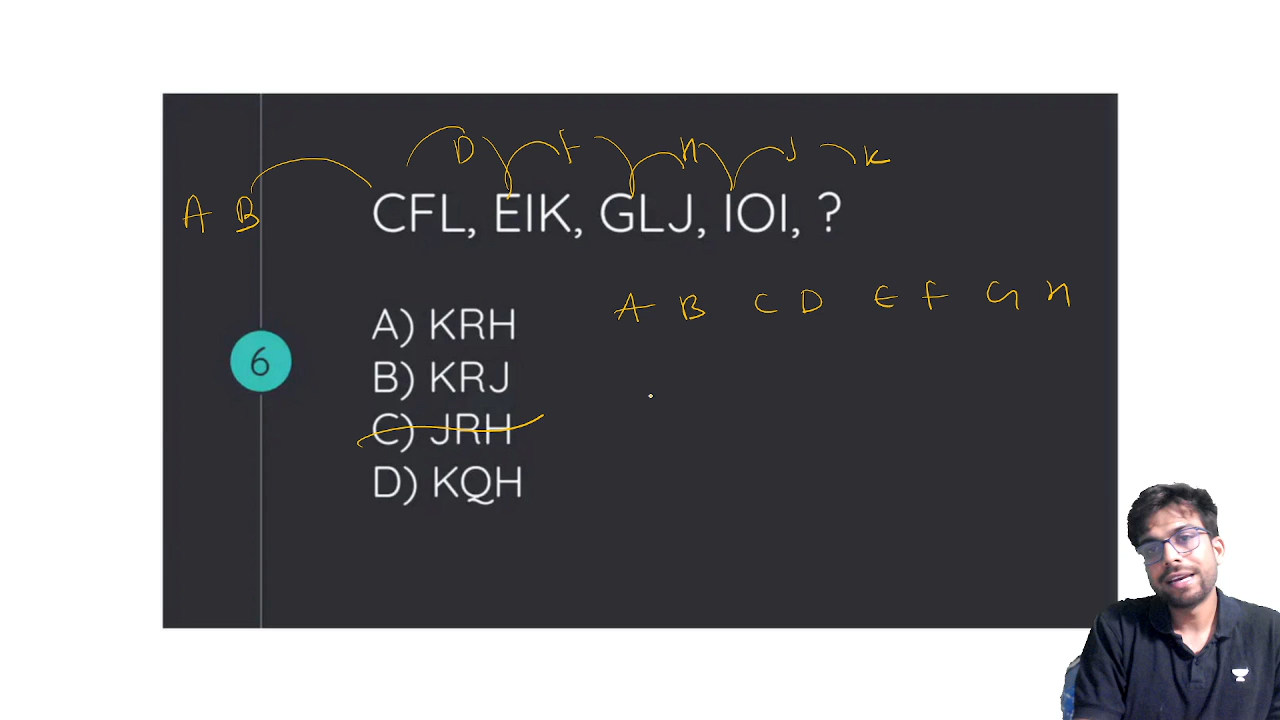 D F H J K
A B CFL, EIK, GLJ, IOI, ?
A B C D E F G H
A) KRH
B) KRJ
6
C) JRH
D) KQH